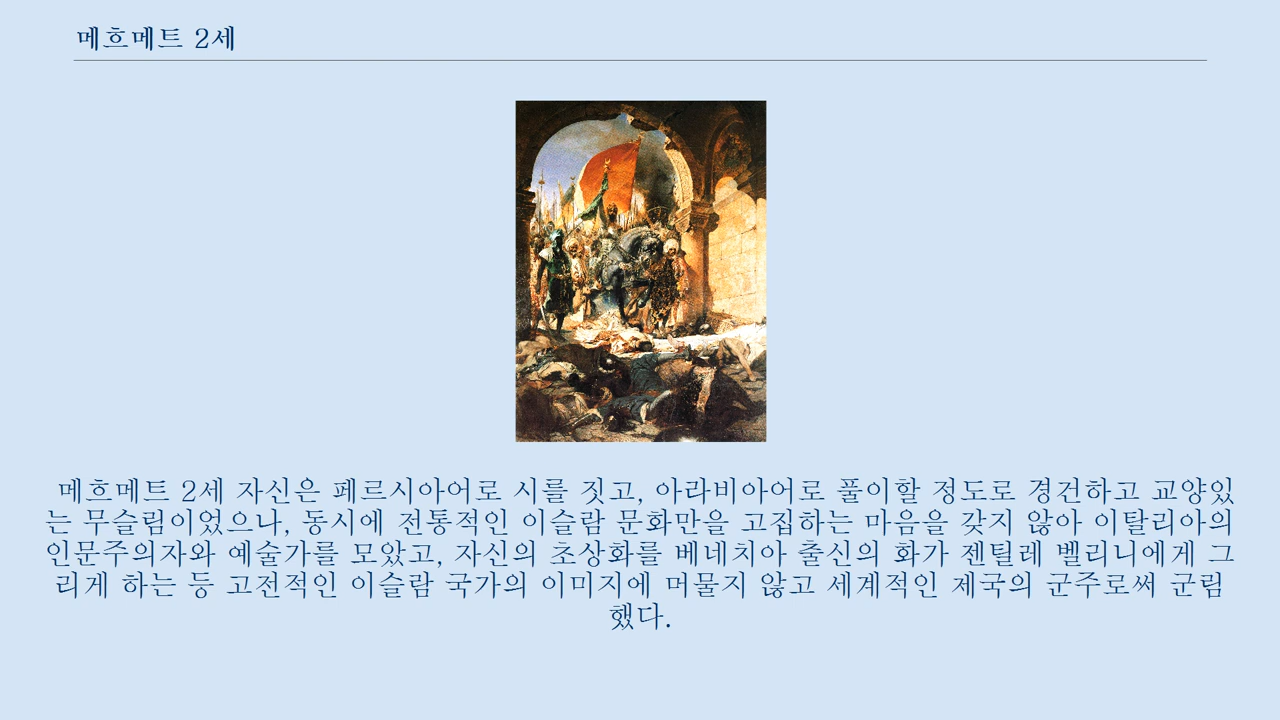 메흐메트 2세
메흐메트 2세 자신은 페르시아어로 시를 짓고, 아라비아어로 풀이할 정도로 경건하고 교양있
는 무슬림이었으나, 동시에 전통적인 이슬람 문화만을 고집하는 마음을 갖지 않아 이탈리아의
인문주의자와 예술가를 모았고, 자신의 초상화를 베네치아 출신의 화가 젠틸레 벨리니에게 그
리게 하는 등 고전적인 이슬람 국가의 이미지에 머물지 않고 세계적인 제국의 군주로써 군림
했다.